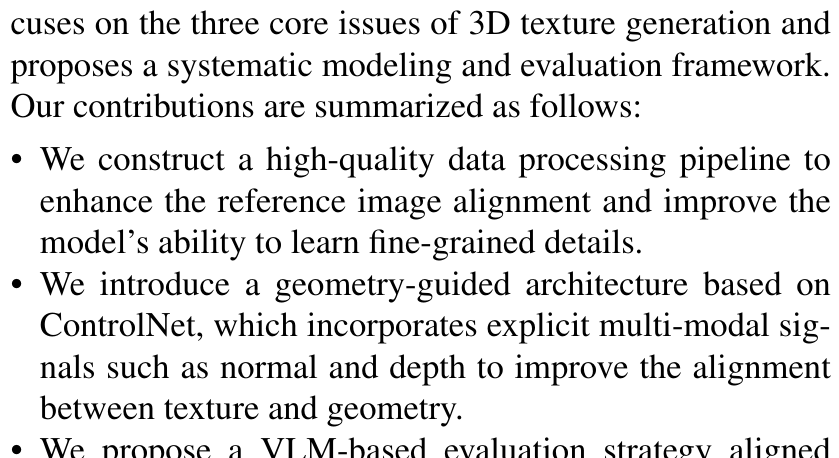 cuses on the three core issues of 3D texture generation and
proposes a systematic modeling and evaluation framework.
Our contributions are summarized as follows:
• We construct a high-quality data processing pipeline to
enhance the reference image alignment and improve the
model's ability to learn fine-grained details.
• We introduce a geometry-guided architecture based on
ControlNet, which incorporates explicit multi-modal sig-
nals such as normal and depth to improve the alignment
between texture and geometry.
• We propose a VLM-based evaluation strategy aligned